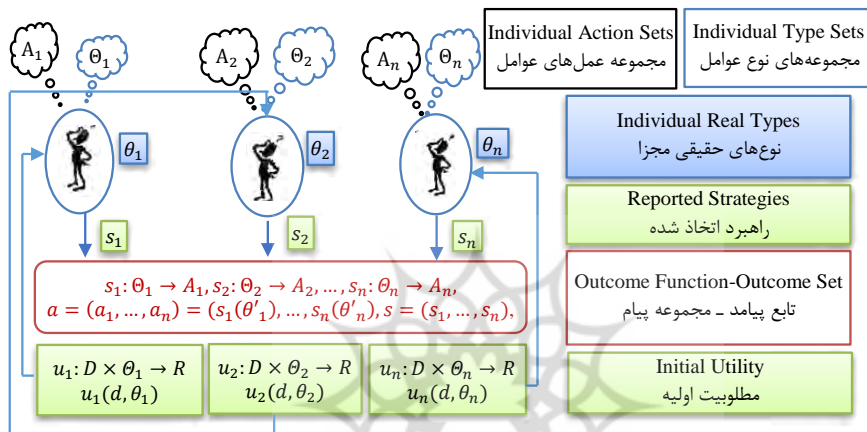 A₁
Θ₁
A₂
Θ₂
Aₙ
Θₙ
Individual Action Sets
مجموعه عمل‌های عوامل
Individual Type Sets
مجموعه‌های نوع عوامل
θ₁
θ₂
θₙ
Individual Real Types
نوع‌های حقیقی مجزا
s₁
s₂
sₙ
Reported Strategies
راهبرد اتخاذ شده
s₁: Θ₁ → A₁, s₂: Θ₂ → A₂, …, sₙ: Θₙ → Aₙ,
a = (a₁, …, aₙ) = (s₁(θ'₁), …, sₙ(θ'ₙ), s = (s₁, …, sₙ),
Outcome Function-Outcome Set
تابع پیامد – مجموعه پیام
u₁: D × Θ₁ → R
u₁(d, θ₁)
u₂: D × Θ₂ → R
u₂(d, θ₂)
uₙ: D × Θₙ → R
uₙ(d, θₙ)
Initial Utility
مطلوبیت اولیه